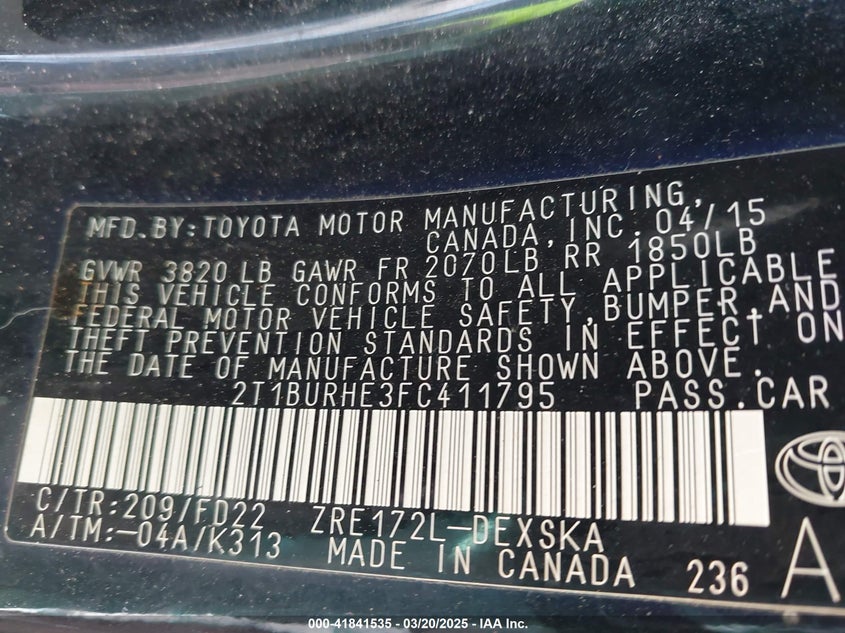 MFD.BY:TOYOTA MOTOR MANUFACTURING,
CANADA,INC.04/15
GVWR 3820LB GAWR FR 2070LB RR 1850LB
THIS VEHICLE CONFORMS TO ALL APPLICABLE
FEDERAL MOTOR VEHICLE SAFETY,BUMPER,AND
THEFT PREVENTION STANDARDS IN EFFECT ON
THE DATE OF MANUFACTURE SHOWN ABOVE.
2T1BURHE3FC411795 PASS.CAR
C/TR:209/FD22 ZRE172L-DEXSKA
A/TM:-04A/K313 MADE IN CANADA 236 A
000-41841535 - 03/20/2025 - IAA Inc.